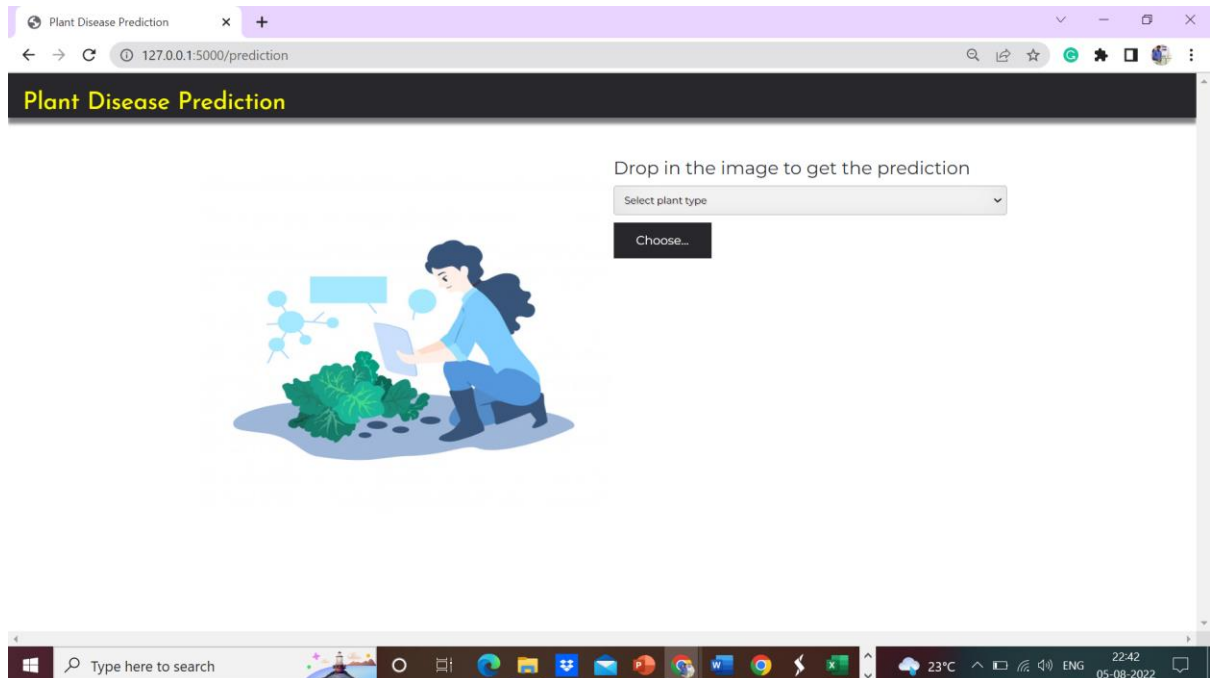 Plant Disease Prediction
127.0.0.1:5000/prediction
Plant Disease Prediction
Drop in the image to get the prediction
Select plant type
Choose...
Type here to search
23°C
ENG
22:42
05-08-2022